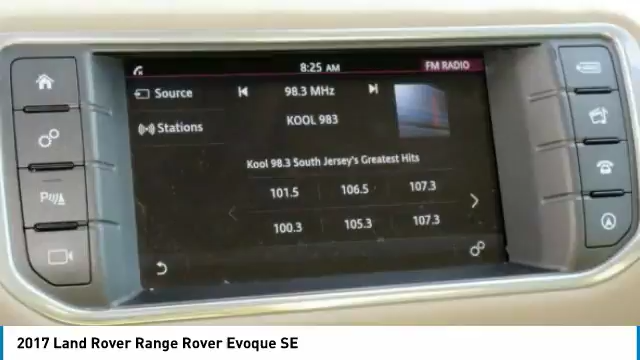 8:25 AM
FM RADIO
Source
98.3 MHz
Stations
KOOL 983
Kool 98.3 South Jersey's Greatest Hits
101.5 106.5 107.3
100.3 105.3 107.3
2017 Land Rover Range Rover Evoque SE